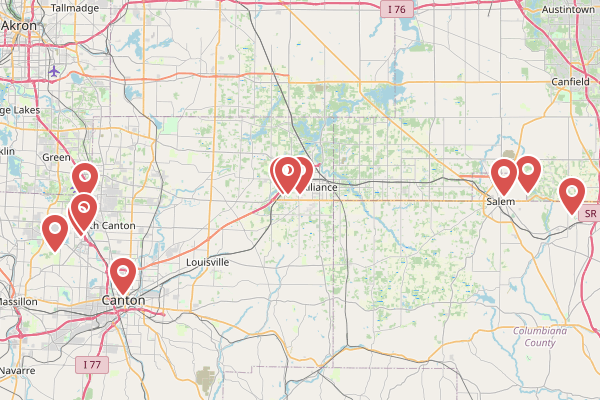 Tallmadge
I 76
Austintown
Akron
Canfield
ge Lakes
Green
klin
lliance
Salem
SR
th Canton
Louisville
Massillon
Canton
Columbiana
County
I 77
Navarre